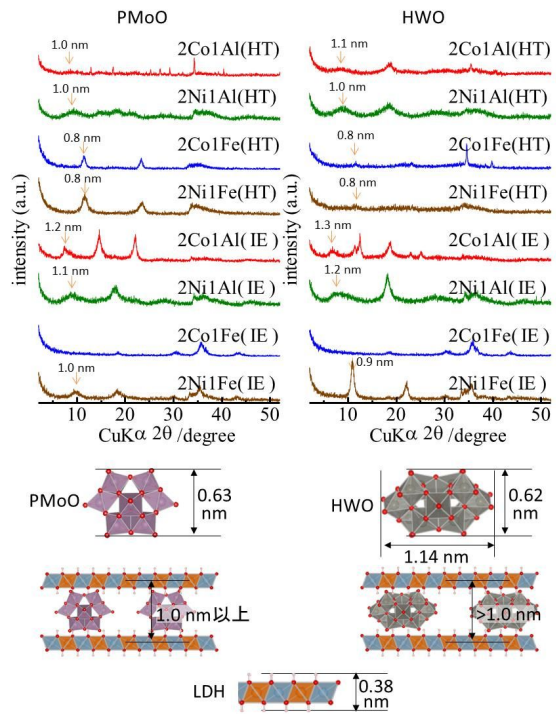 PMoO
HWO
intensity (a.u.)
1.0 nm
2Co1Al(HT)
1.0 nm
2Ni1Al(HT)
0.8 nm
2Co1Fe(HT)
0.8 nm
2Ni1Fe(HT)
1.2 nm
2Co1Al(IE)
1.1 nm
2Ni1Al(IE)
2Co1Fe(IE)
1.0 nm
2Ni1Fe(IE)
10 20 30 40 50
CuKα 2θ /degree
intensity (a.u.)
1.1 nm
2Co1Al(HT)
1.0 nm
2Ni1Al(HT)
0.8 nm
2Co1Fe(HT)
0.8 nm
2Ni1Fe(HT)
1.3 nm
2Co1Al(IE)
1.2 nm
2Ni1Al(IE)
2Co1Fe(IE)
0.9 nm
2Ni1Fe(IE)
10 20 30 40 50
CuKα 2θ /degree
PMoO
0.63
nm
HWO
0.62
nm
1.14 nm
1.0 nm以上
>1.0 nm
LDH
0.38
nm